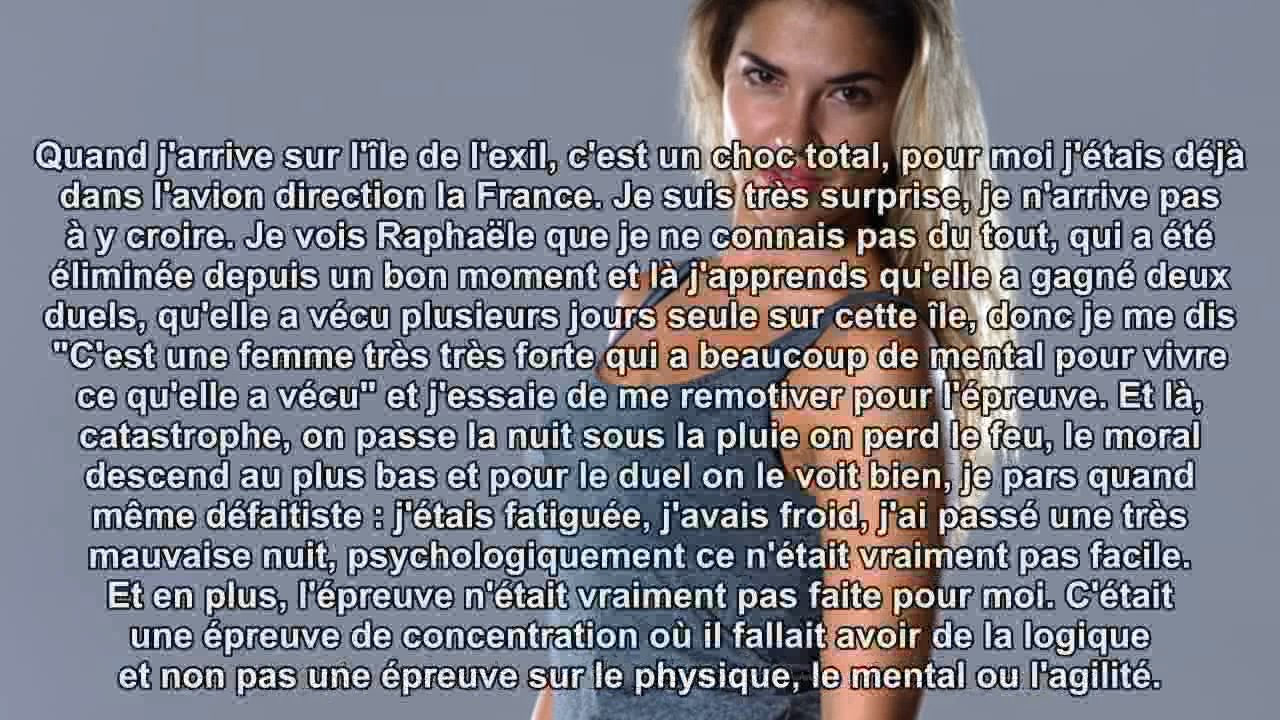 Quand j'arrive sur l'île de l'exil, c'est un choc total, pour moi j'étais déjà
dans l'avion direction la France. Je suis très surprise, je n'arrive pas
à y croire. Je vois Raphaële que je ne connais pas du tout, qui a été
éliminée depuis un bon moment et là j'apprends qu'elle a gagné deux
duels, qu'elle a vécu plusieurs jours seule sur cette île, donc je me dis
"C'est une femme très très forte qui a beaucoup de mental pour vivre
ce qu'elle a vécu" et j'essaie de me remotiver pour l'épreuve. Et là,
catastrophe, on passe la nuit sous la pluie on perd le feu, le moral
descend au plus bas et pour le duel on le voit bien, je pars quand
même défaitiste : j'étais fatiguée, j'avais froid, j'ai passé une très
mauvaise nuit, psychologiquement ce n'était vraiment pas facile.
Et en plus, l'épreuve n'était vraiment pas faite pour moi. C'était
une épreuve de concentration où il fallait avoir de la logique
et non pas une épreuve sur le physique, le mental ou l'agilité.